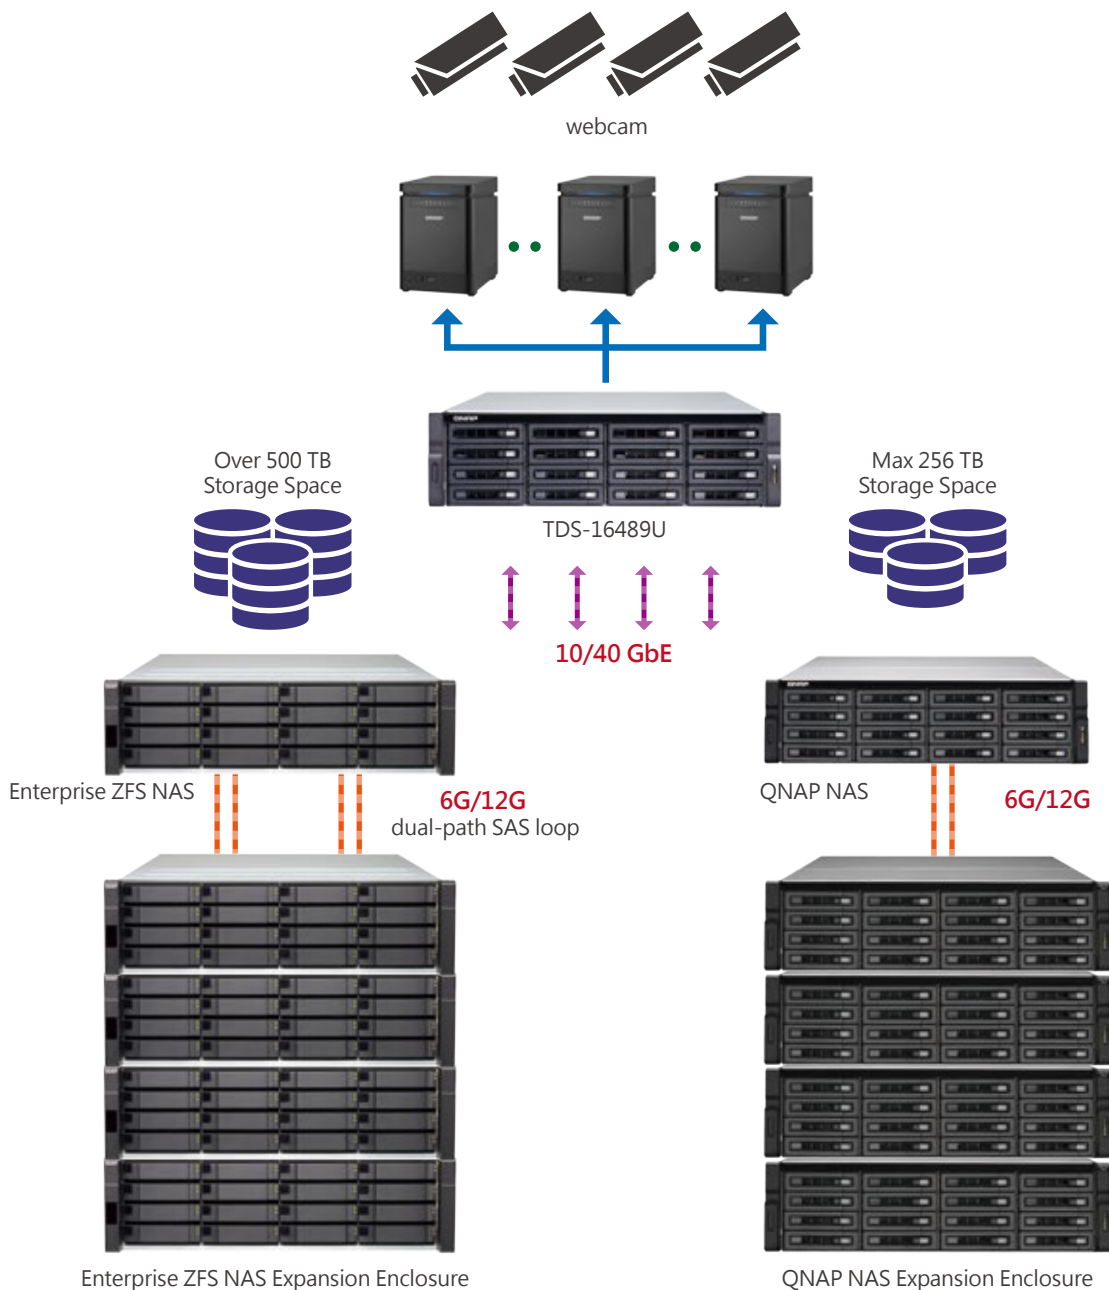 webcam
Over 500 TB
Storage Space
Max 256 TB
Storage Space
QNAP
TDS-16489U
10/40 GbE
Enterprise ZFS NAS
6G/12G
dual-path SAS loop
QNAP NAS
6G/12G
Enterprise ZFS NAS Expansion Enclosure
QNAP NAS Expansion Enclosure